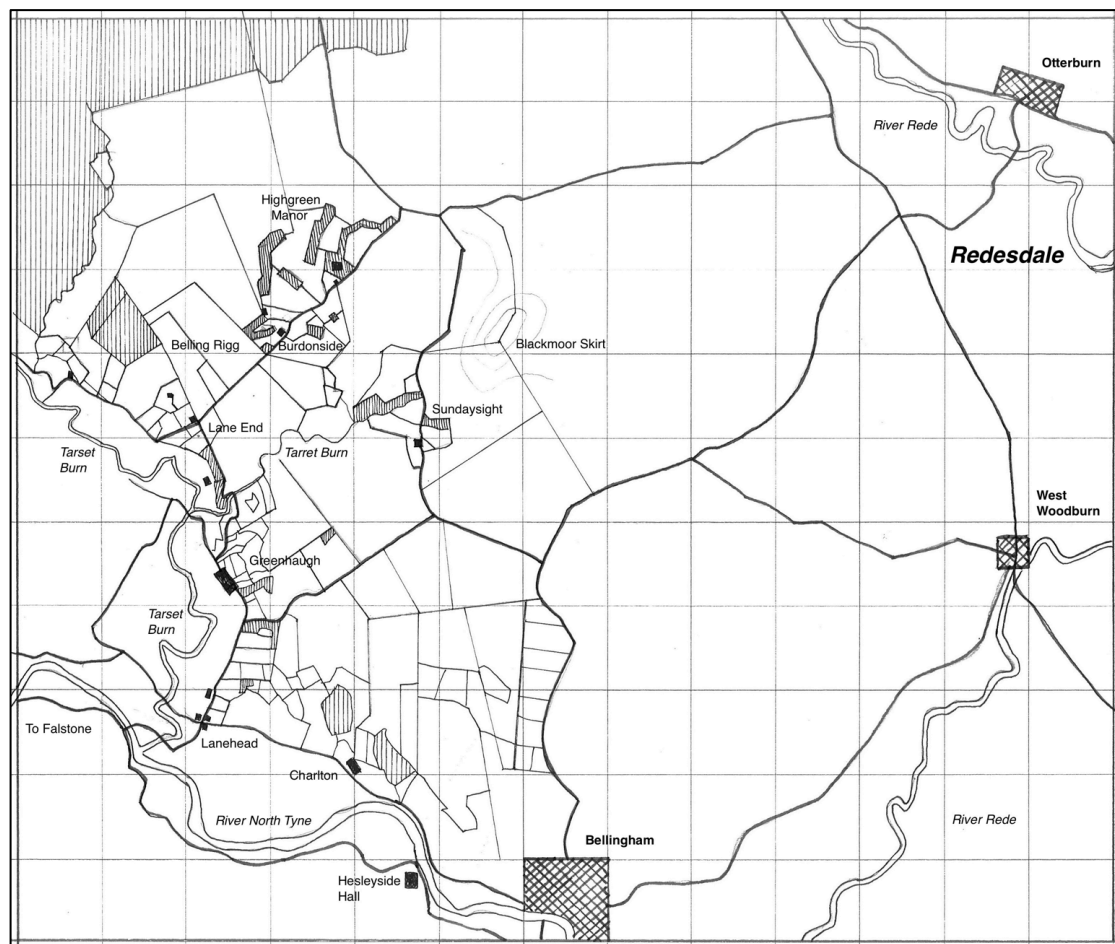 Otterburn
River Rede
Highgreen
Manor
Redesdale
Belling Rigg
Burdonside
Blackmoor Skirt
Sundaysight
Lane End
Tarset
Burn
Tarret Burn
West
Woodburn
Greenhaugh
Tarset
Burn
To Falstone
Lanehead
Charlton
River North Tyne
River Rede
Bellingham
Hesleyside
Hall